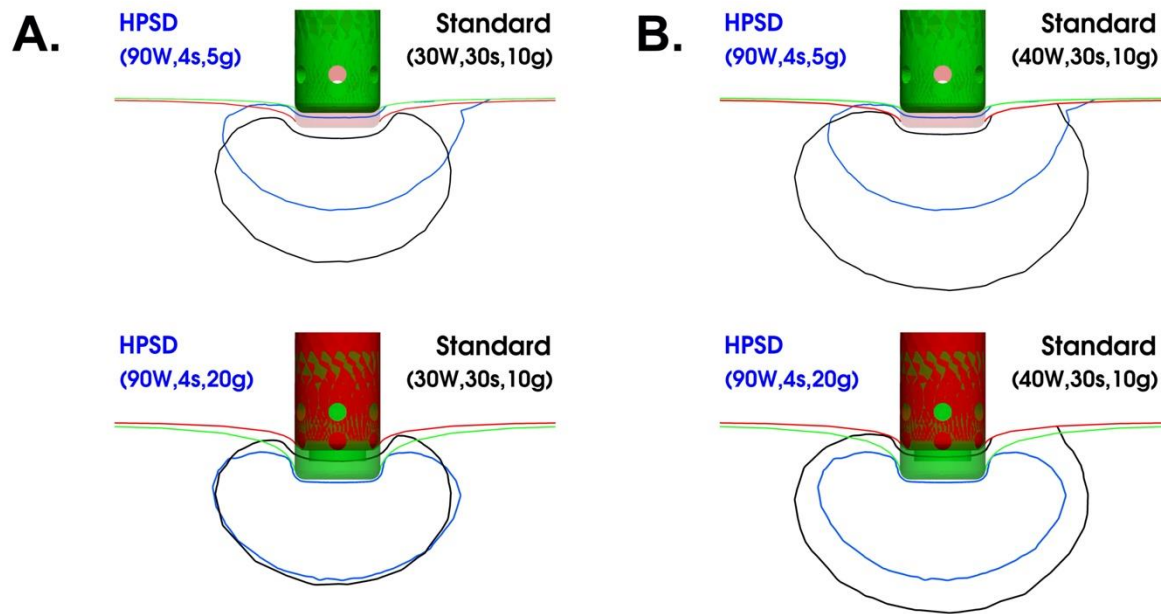 A.
HPSD
(90W,4s,5g)
Standard
(30W,30s,10g)
B.
HPSD
(90W,4s,5g)
Standard
(40W,30s,10g)
HPSD
(90W,4s,20g)
Standard
(30W,30s,10g)
HPSD
(90W,4s,20g)
Standard
(40W,30s,10g)